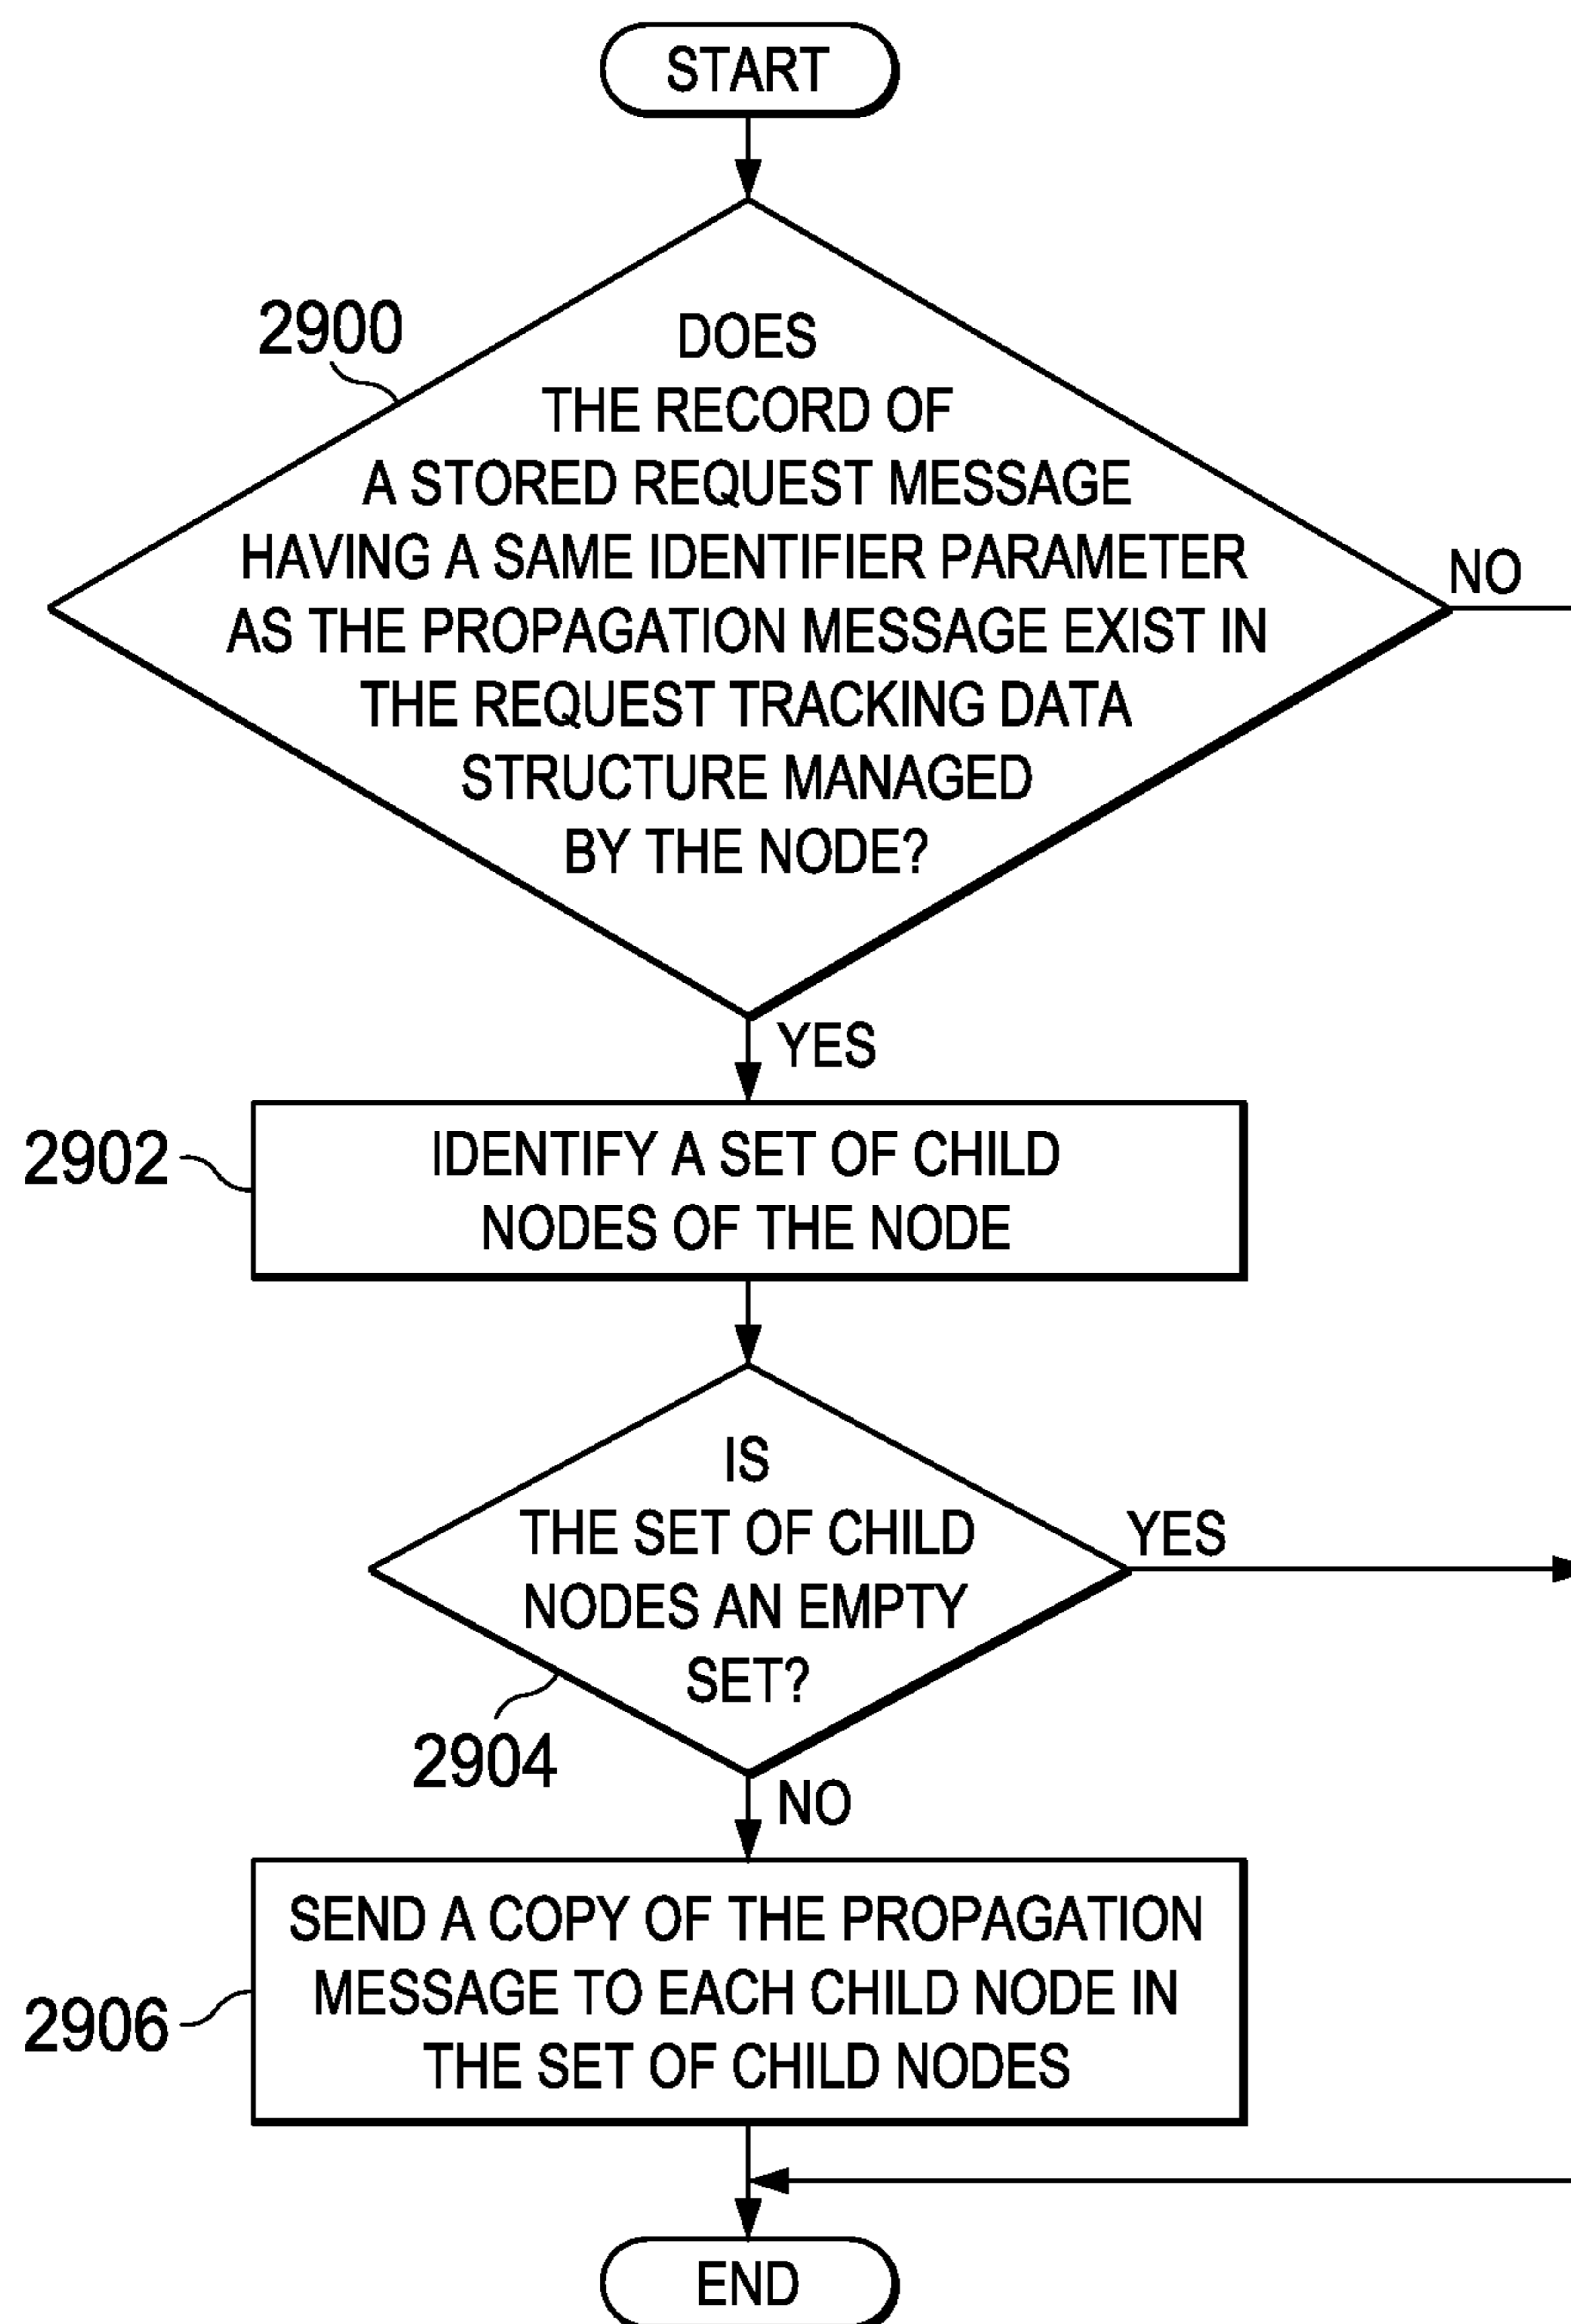 START
2900
DOES
THE RECORD OF
A STORED REQUEST MESSAGE
HAVING A SAME IDENTIFIER PARAMETER
AS THE PROPAGATION MESSAGE EXIST IN
THE REQUEST TRACKING DATA
STRUCTURE MANAGED
BY THE NODE?
NO
YES
2902
IDENTIFY A SET OF CHILD
NODES OF THE NODE
IS
THE SET OF CHILD
NODES AN EMPTY
SET?
YES
2904
NO
2906
SEND A COPY OF THE PROPAGATION
MESSAGE TO EACH CHILD NODE IN
THE SET OF CHILD NODES
END